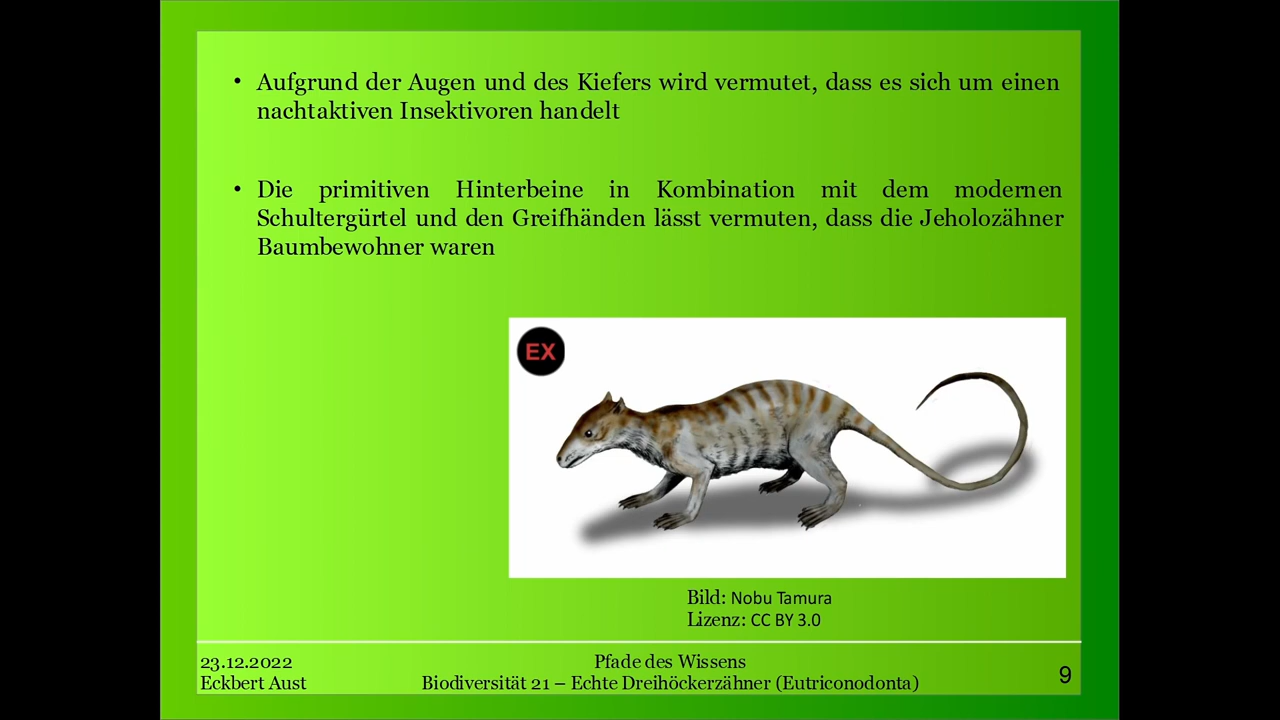 • Aufgrund der Augen und des Kiefers wird vermutet, dass es sich um einen
nachtaktiven Insektivoren handelt
• Die primitiven Hinterbeine in Kombination mit dem modernen
Schultergürtel und den Greifhänden lässt vermuten, dass die Jeholozähner
Baumbewohner waren
EX
Bild: Nobu Tamura
Lizenz: CC BY 3.0
23.12.2022
Eckbert Aust
Pfade des Wissens
Biodiversität 21 – Echte Dreihöckerzähner (Eutriconodonta)
9